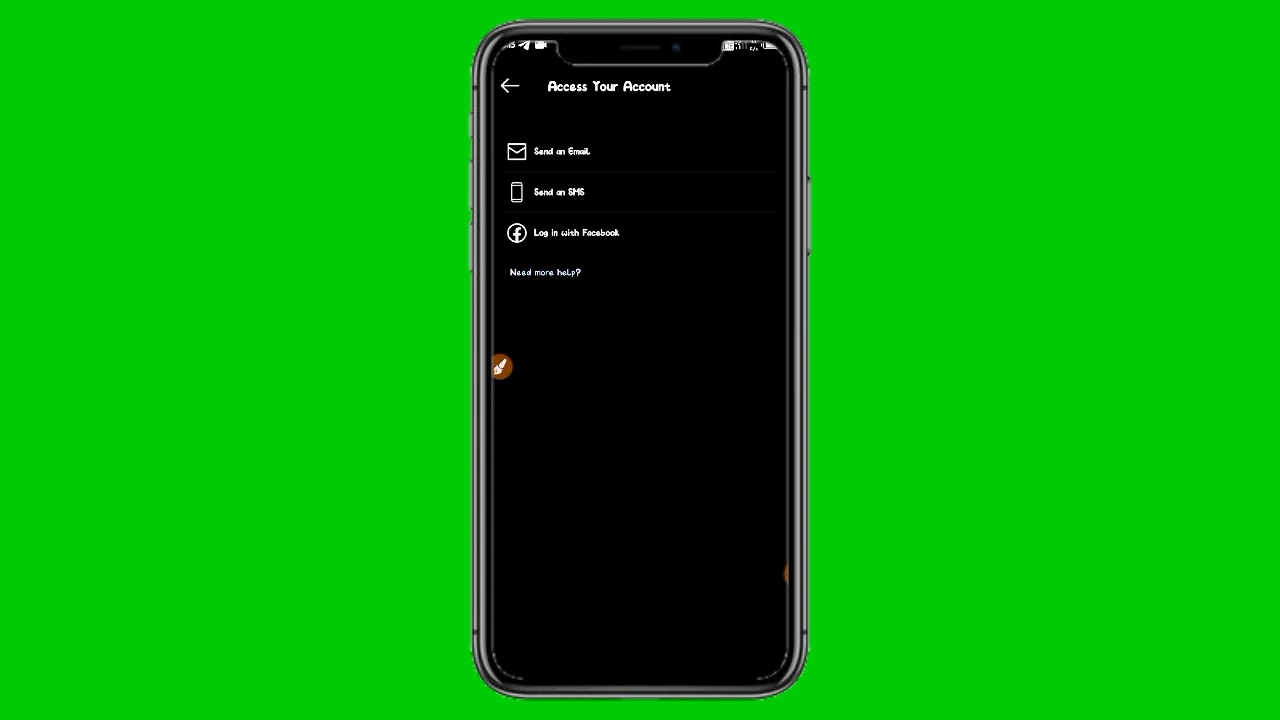 Access Your Account
Send an Email
Send an SMS
Log in with Facebook
Need more help?